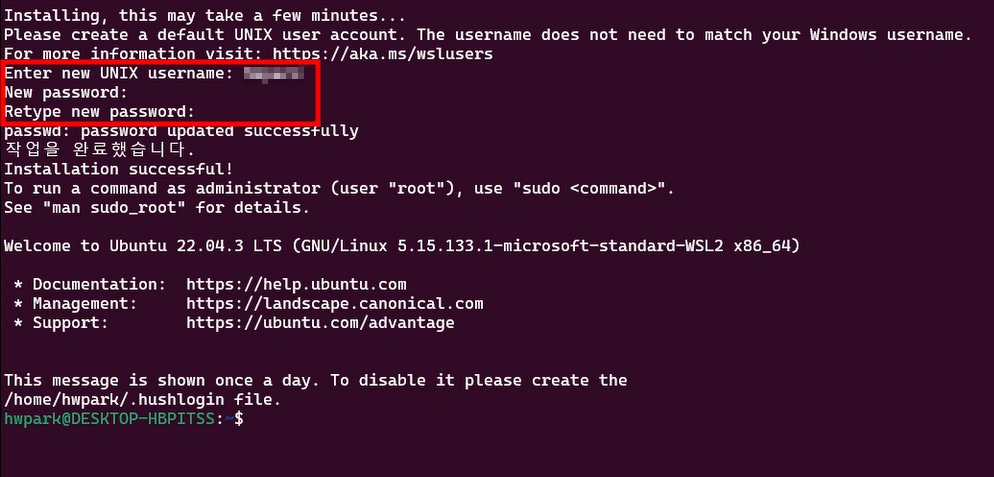 Installing, this may take a few minutes...
Please create a default UNIX user account. The username does not need to match your Windows username.
For more information visit: https://aka.ms/wslusers
Enter new UNIX username:
New password:
Retype new password:
passwd: password updated successfully
작업을 완료했습니다.
Installation successful!
To run a command as administrator (user "root"), use "sudo <command>".
See "man sudo_root" for details.
Welcome to Ubuntu 22.04.3 LTS (GNU/Linux 5.15.133.1-microsoft-standard-WSL2 x86_64)
* Documentation:  https://help.ubuntu.com
* Management:     https://landscape.canonical.com
* Support:        https://ubuntu.com/advantage
This message is shown once a day. To disable it please create the
/home/hwpark/.hushlogin file.
hwpark@DESKTOP-HBPITSS:~$